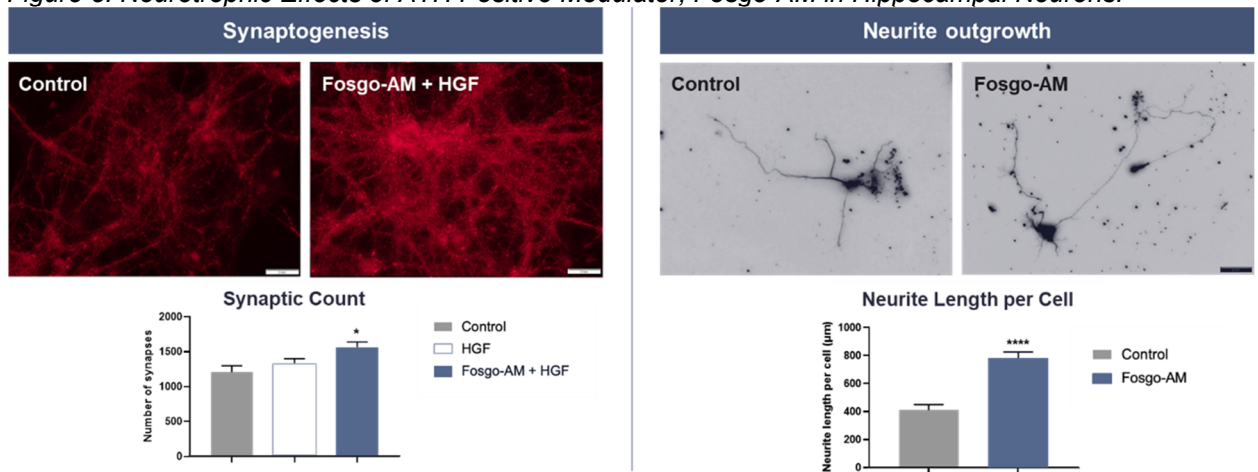 Synaptogenesis
Control
Fosgo-AM + HGF
Synaptic Count
Number of synapses
2000
1500
1000
500
0
*
Control
HGF
Fosgo-AM + HGF
Neurite outgrowth
Control
Fosgo-AM
Neurite Length per Cell
Neurite length per cell (µm)
1000
800
600
400
200
0
****
Control
Fosgo-AM